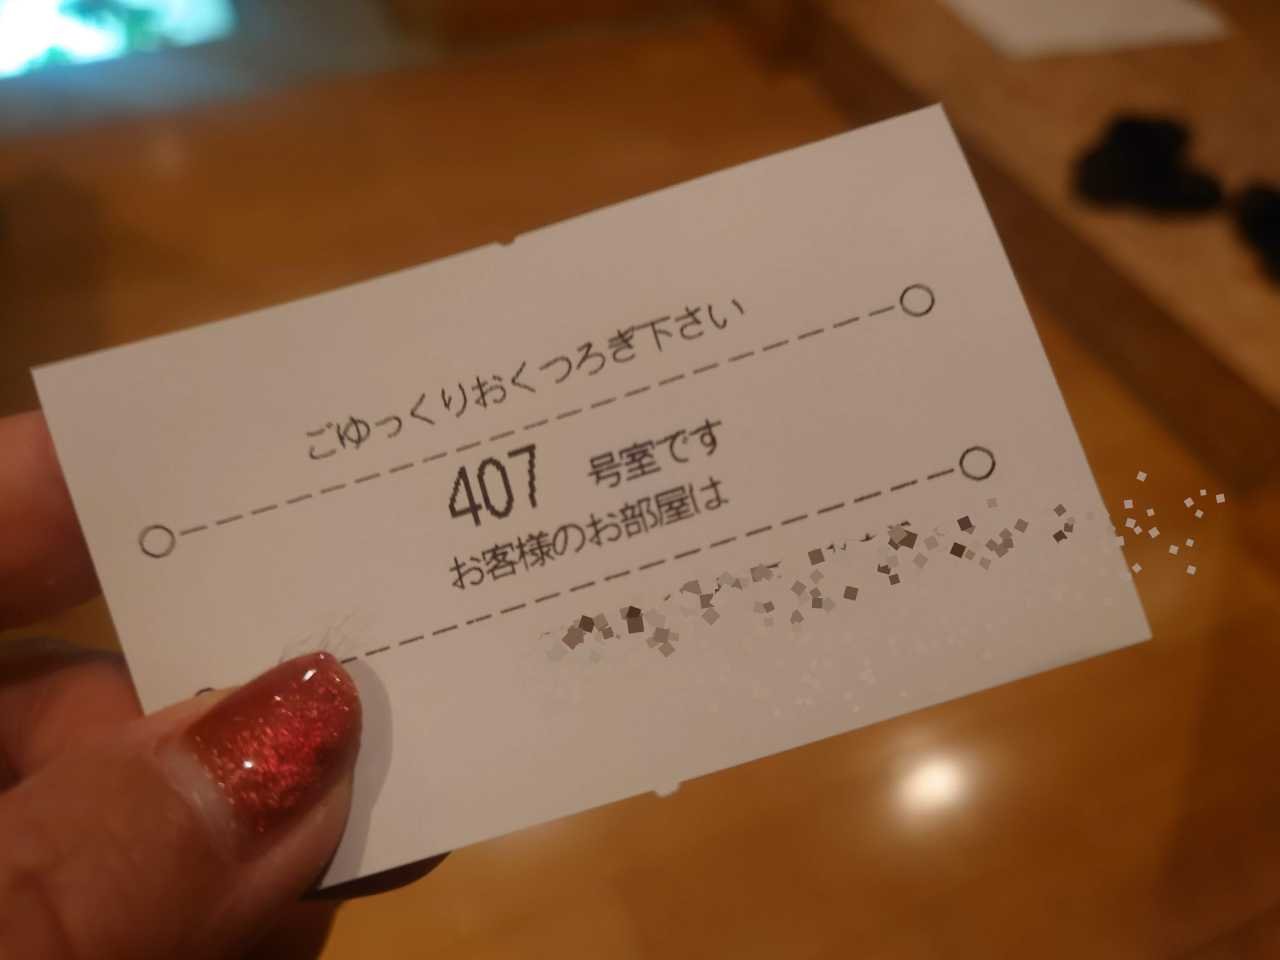 ごゆっくりおくつろぎ下さい
407 号室です
お客様のお部屋は